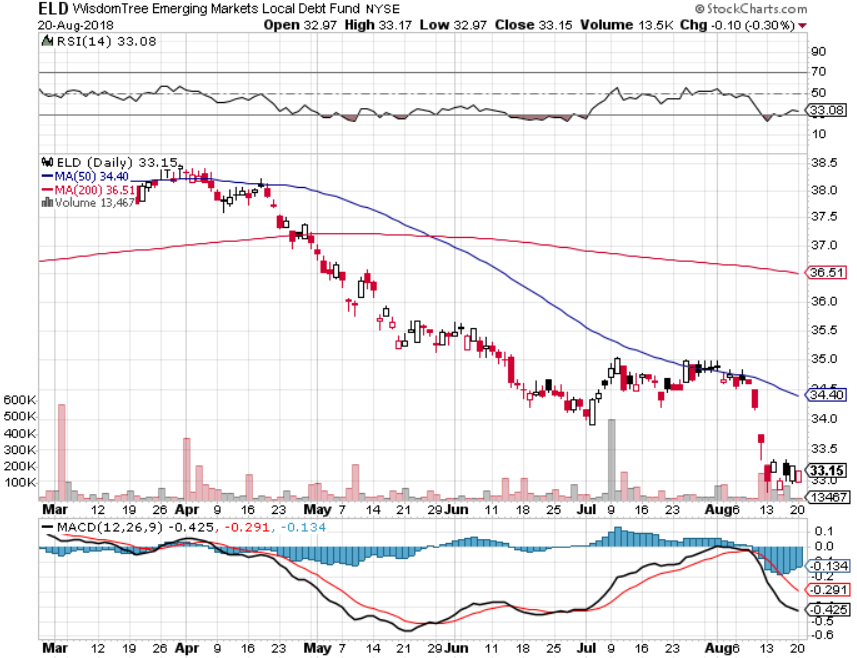 ELD WisdomTree Emerging Markets Local Debt Fund NYSE © StockCharts.com
20-Aug-2018 Open 32.97 High 33.17 Low 32.97 Close 33.15 Volume 13.5K Chg -0.10 (-0.30%)
RSI(14) 33.08
90
70
50
33.08
10
ELD (Daily) 33.15
MA(50) 34.40
MA(200) 36.51
Volume 13,467
38.5
38.0
37.5
37.0
36.51
36.0
35.5
35.0
34.40
34.0
33.5
33.15
33.0
13467
600K
500K
400K
300K
200K
100K
Mar 12 19 26 Apr 9 16 23 May 7 14 21 29 Jun 11 18 25 Jul 9 16 23 Aug 6 13 20
MACD(12,26,9) -0.425, -0.291, -0.134
0.1
0.0
-0.134
-0.2
-0.291
-0.425
-0.5
-0.6
Mar 12 19 26 Apr 9 16 23 May 7 14 21 29 Jun 11 18 25 Jul 9 16 23 Aug 6 13 20